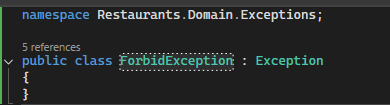 namespace Restaurants.Domain.Exceptions;
5 references
public class ForbidException : Exception
{
}